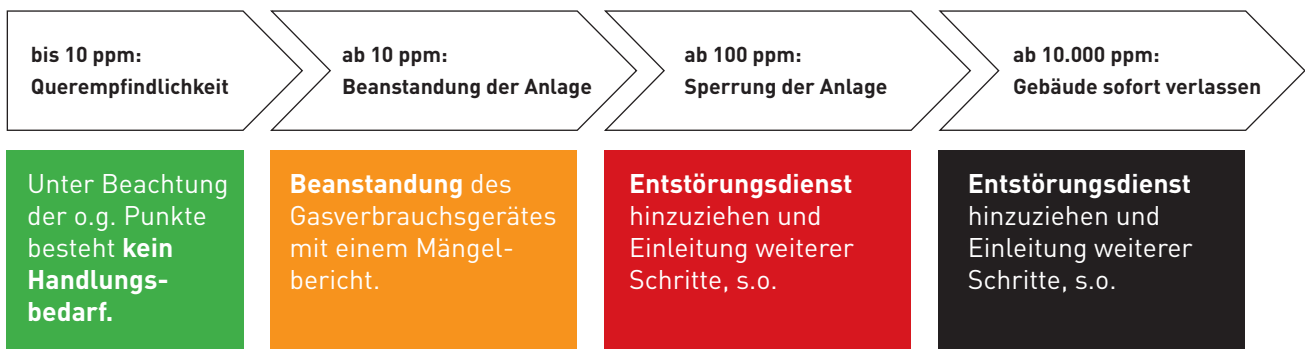 bis 10 ppm:
Querempfindlichkeit
ab 10 ppm:
Beanstandung der Anlage
ab 100 ppm:
Sperrung der Anlage
ab 10.000 ppm:
Gebäude sofort verlassen
Unter Beachtung
der o.g. Punkte
besteht kein
Handlungs-
bedarf.
Beanstandung des
Gasverbrauchsgerätes
mit einem Mängel-
bericht.
Entstörungsdienst
hinzuziehen und
Einleitung weiterer
Schritte, s.o.
Entstörungsdienst
hinzuziehen und
Einleitung weiterer
Schritte, s.o.